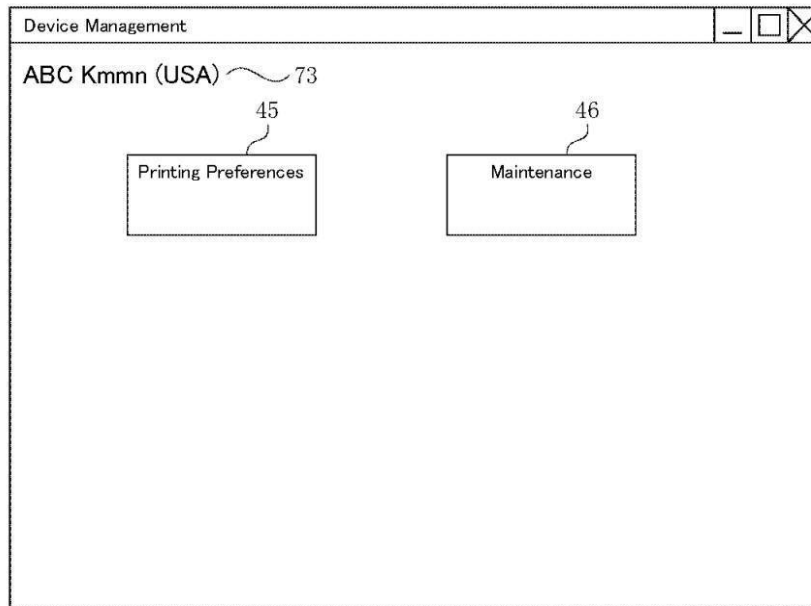 Device Management
ABC Kmmn (USA) 73
45 46
Printing Preferences Maintenance